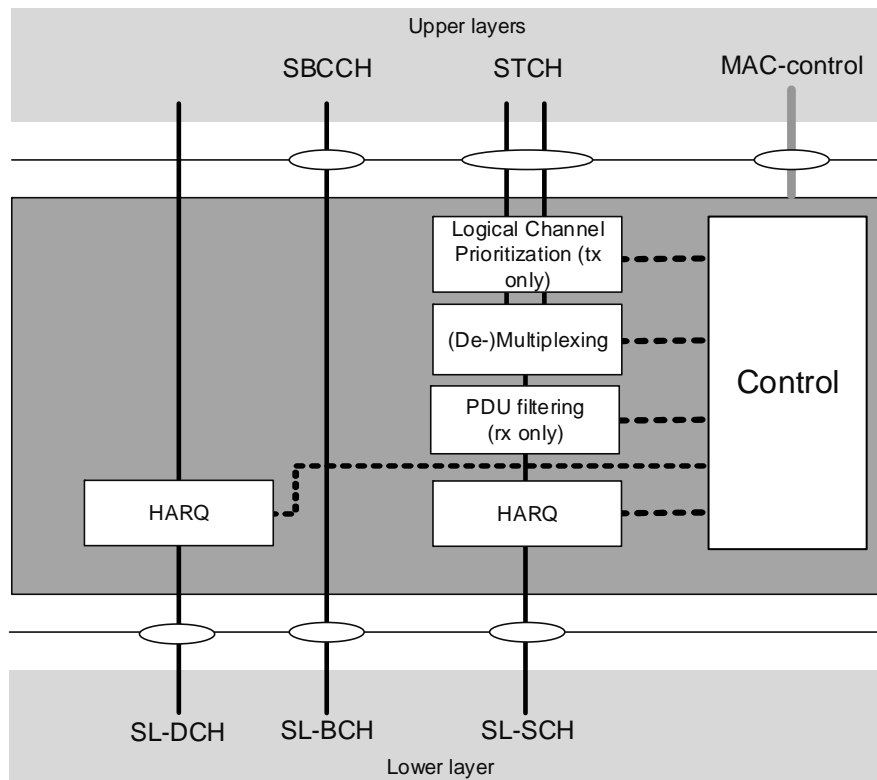 Upper layers
SBCCH
STCH
MAC-control
Logical Channel
Prioritization (tx
only)
(De-)Multiplexing
Control
PDU filtering
(rx only)
HARQ
HARQ
SL-DCH
SL-BCH
SL-SCH
Lower layer